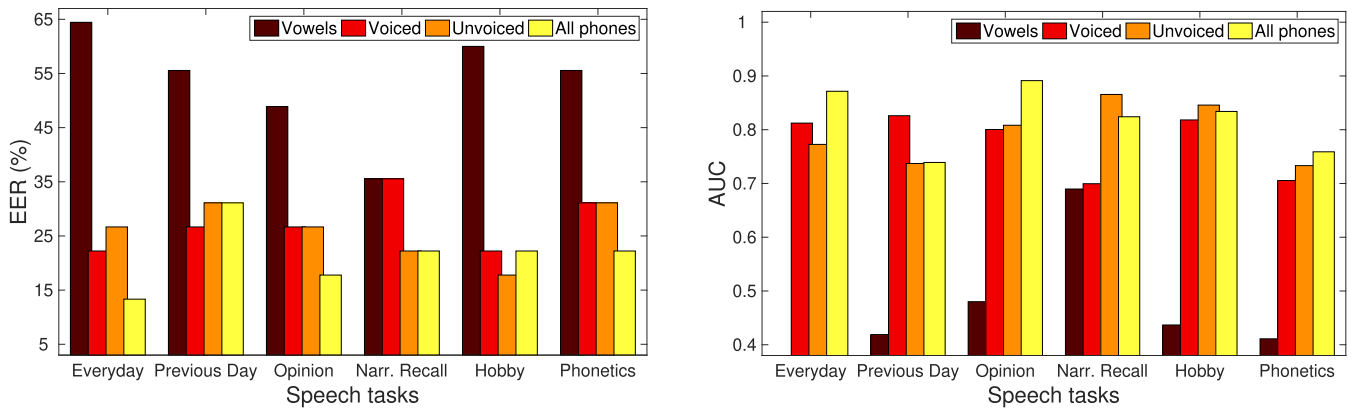 Vowels Voiced Unvoiced All phones
65
55
45
35
25
15
5
EER (%)
Everyday Previous Day Opinion Narr. Recall Hobby Phonetics
Speech tasks
Vowels Voiced Unvoiced All phones
1
0.9
0.8
0.7
0.6
0.5
0.4
AUC
Everyday Previous Day Opinion Narr. Recall Hobby Phonetics
Speech tasks